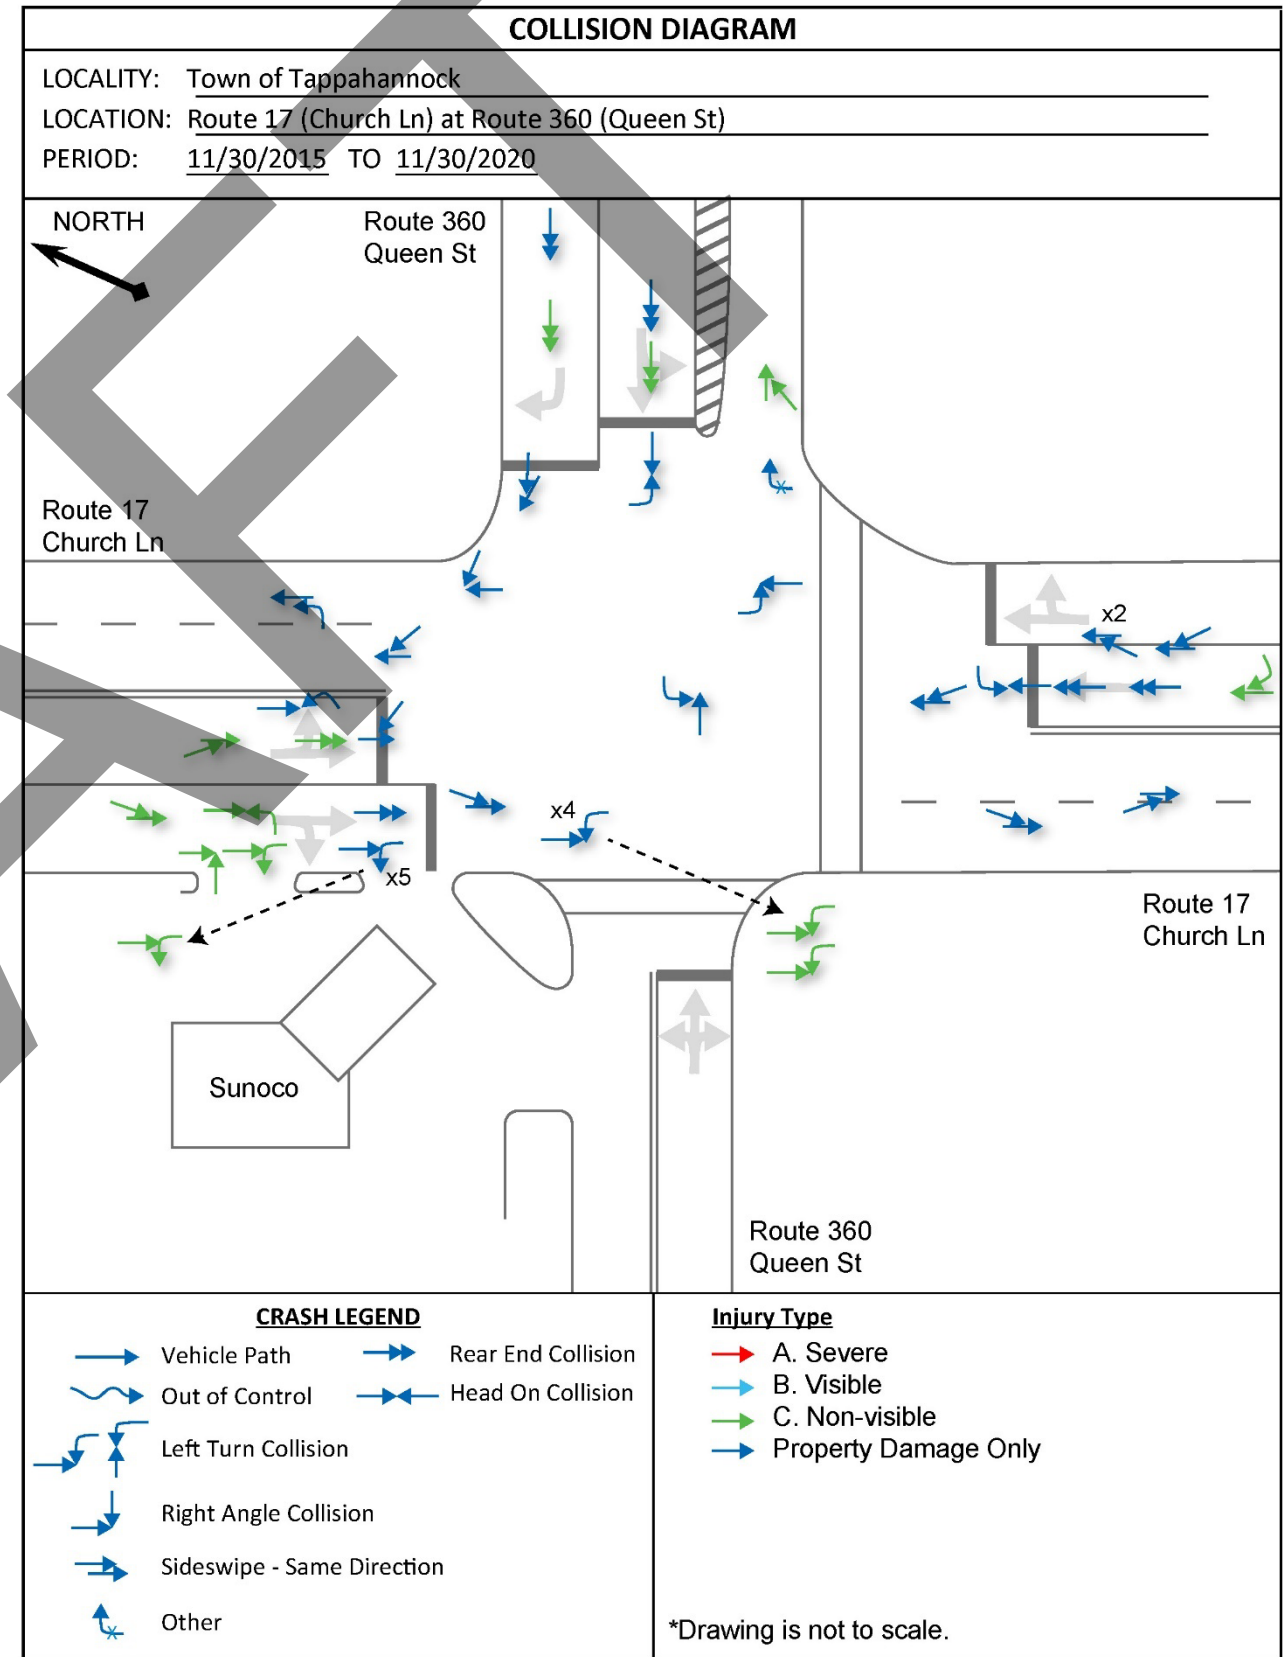 COLLISION DIAGRAM
LOCALITY: Town of Tappahannock
LOCATION: Route 17 (Church Ln) at Route 360 (Queen St)
PERIOD: 11/30/2015 TO 11/30/2020
NORTH
Route 360
Queen St
Route 17
Church Ln
x2
x4
x5
Route 17
Church Ln
Sunoco
Route 360
Queen St
CRASH LEGEND
Vehicle Path
Rear End Collision
Out of Control
Head On Collision
Left Turn Collision
Right Angle Collision
Sideswipe - Same Direction
Other
Injury Type
A. Severe
B. Visible
C. Non-visible
Property Damage Only
*Drawing is not to scale.